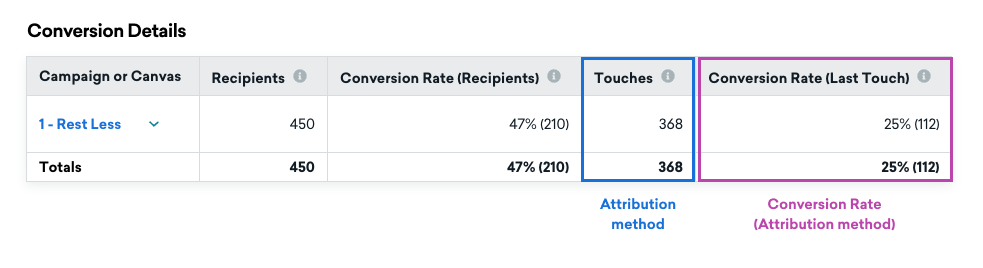 Conversion Details
Campaign or Canvas Recipients Conversion Rate (Recipients) Touches Conversion Rate (Last Touch)
1 - Rest Less 450 47% (210) 368 25% (112)
Totals 450 47% (210) 368 25% (112)
Attribution method
Conversion Rate (Attribution method)